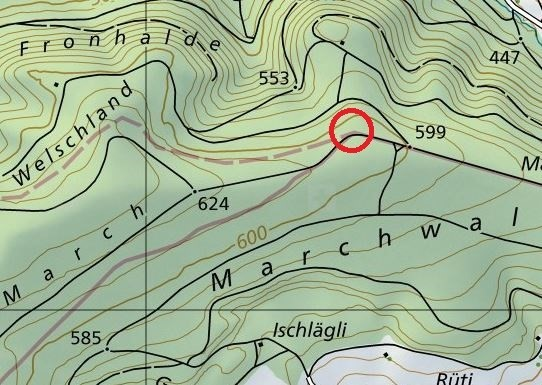 Fronhalde
553
447
Welschland
599
Ma
624
March
600
Marchwal
585
Ischlägli
Rüti